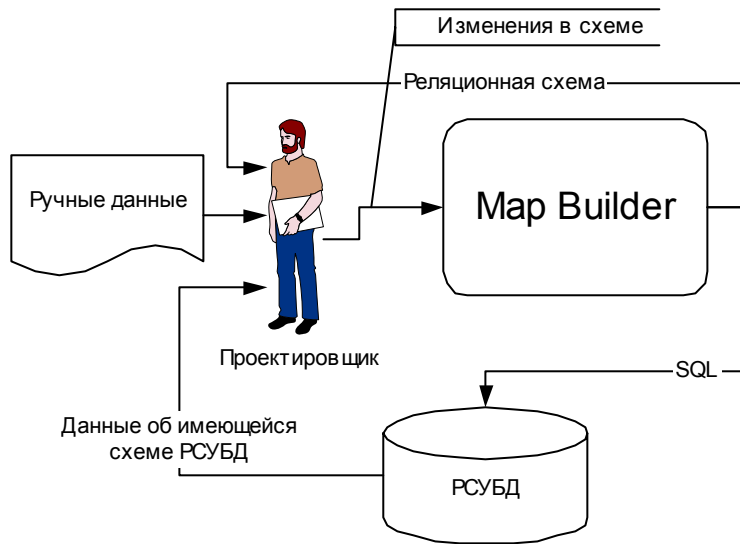 Изменения в схеме
Реляционная схема
Ручные данные
Map Builder
Проектировщик
SQL
Данные об имеющейся
схеме РСУБД
РСУБД